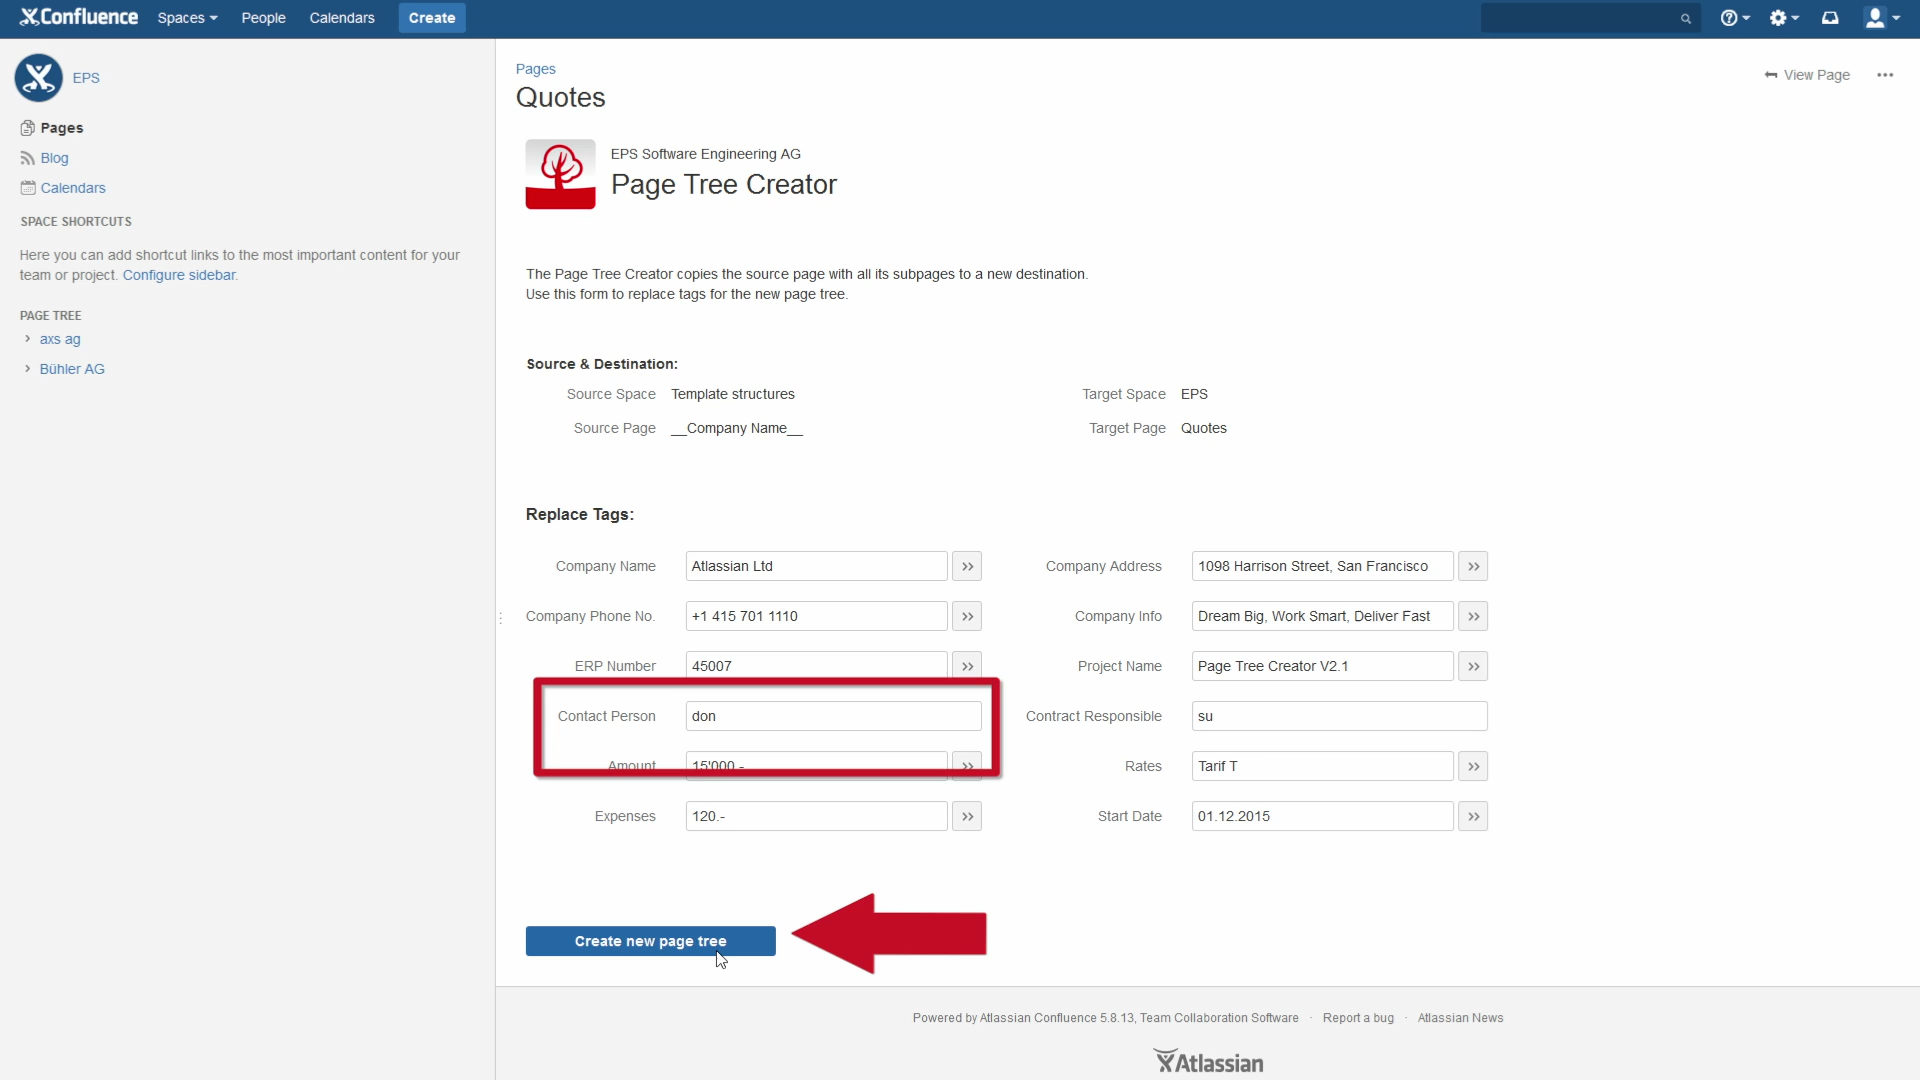 Confluence Spaces People Calendars Create
EPS
Pages
Blog
Calendars
SPACE SHORTCUTS
Here you can add shortcut links to the most important content for your
team or project. Configure sidebar.
PAGE TREE
axs ag
Bühler AG
Pages
View Page
Quotes
EPS Software Engineering AG
Page Tree Creator
The Page Tree Creator copies the source page with all its subpages to a new destination.
Use this form to replace tags for the new page tree.
Source & Destination:
Source Space Template structures Target Space EPS
Source Page __Company Name__ Target Page Quotes
Replace Tags:
Company Name Atlassian Ltd >> Company Address 1098 Harrison Street, San Francisco >>
Company Phone No. +1 415 701 1110 >> Company Info Dream Big, Work Smart, Deliver Fast >>
ERP Number 45007 >> Project Name Page Tree Creator V2.1 >>
Contact Person don Contract Responsible su
Amount 15'000.- >> Rates Tarif T >>
Expenses 120.- >> Start Date 01.12.2015 >>
Create new page tree
Powered by Atlassian Confluence 5.8.13, Team Collaboration Software · Report a bug · Atlassian News
Atlassian